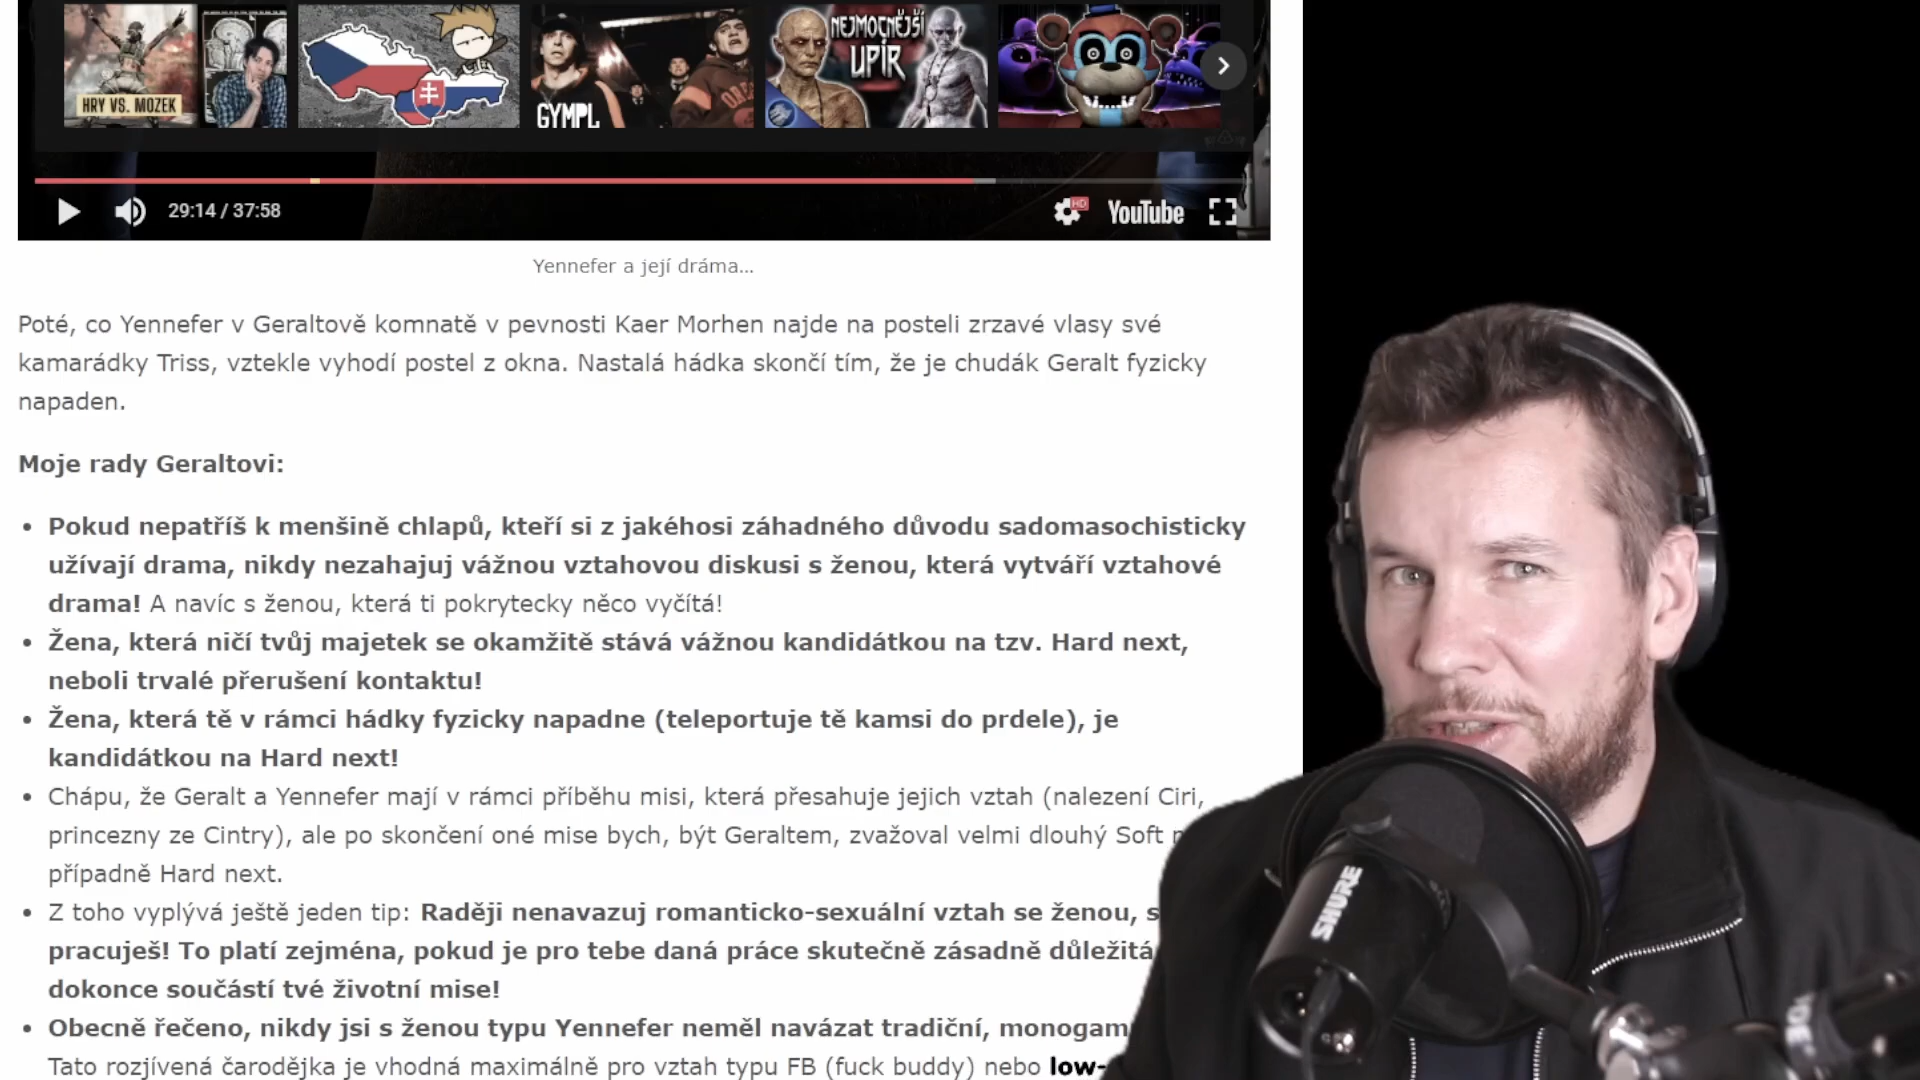 HRY VS. MOZEK
GYMPL
NEJMOCNĚJŠÍ
UPÍR
29:14 / 37:58
HD
YouTube
Yennefer a její dráma...
Poté, co Yennefer v Geraltově komnatě v pevnosti Kaer Morhen najde na posteli zrzavé vlasy své
kamarádky Triss, vztekle vyhodí postel z okna. Nastalá hádka skončí tím, že je chudák Geralt fyzicky
napaden.
Moje rady Geraltovi:
• Pokud nepatříš k menšině chlapů, kteří si z jakéhosi záhadného důvodu sadomasochisticky
užívají drama, nikdy nezahajuj vážnou vztahovou diskusi s ženou, která vytváří vztahové
drama! A navíc s ženou, která ti pokrytecky něco vyčítá!
• Žena, která ničí tvůj majetek se okamžitě stává vážnou kandidátkou na tzv. Hard next,
neboli trvalé přerušení kontaktu!
• Žena, která tě v rámci hádky fyzicky napadne (teleportuje tě kamsi do prdele), je
kandidátkou na Hard next!
• Chápu, že Geralt a Yennefer mají v rámci příběhu misi, která přesahuje jejich vztah (nalezení Ciri,
princezny ze Cintry), ale po skončení oné mise bych, být Geraltem, zvažoval velmi dlouhý Soft
případně Hard next.
• Z toho vyplývá ještě jeden tip: Raději nenavazuj romanticko-sexuální vztah se ženou, s
pracuješ! To platí zejména, pokud je pro tebe daná práce skutečně zásadně důležitá
dokonce součástí tvé životní mise!
• Obecně řečeno, nikdy jsi s ženou typu Yennefer neměl navázat tradiční, monogam
Tato rozjívená čarodějka je vhodná maximálně pro vztah typu FB (fuck buddy) nebo low-
SHURE